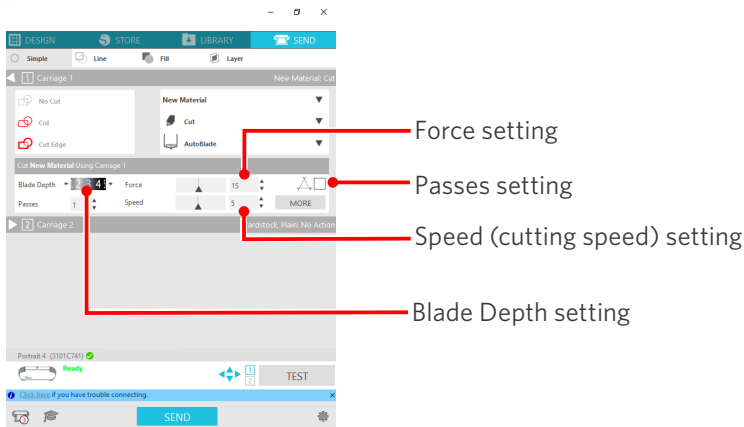 DESIGN
STORE
LIBRARY
SEND
Simple
Line
Fill
Layer
1 Carriage 1
New Material: Cut
No Cut
Cut
Cut Edge
New Material
Cut
AutoBlade
Cut New Material Using Carriage 1
Blade Depth
2 3 4
Force
15
Passes
1
Speed
5
MORE
2 Carriage 2
ardstock, Plain: No Action
Force setting
Passes setting
Speed (cutting speed) setting
Blade Depth setting
Portrait 4 (3101C741)
Ready
1
2
TEST
Click here if you have trouble connecting.
SEND